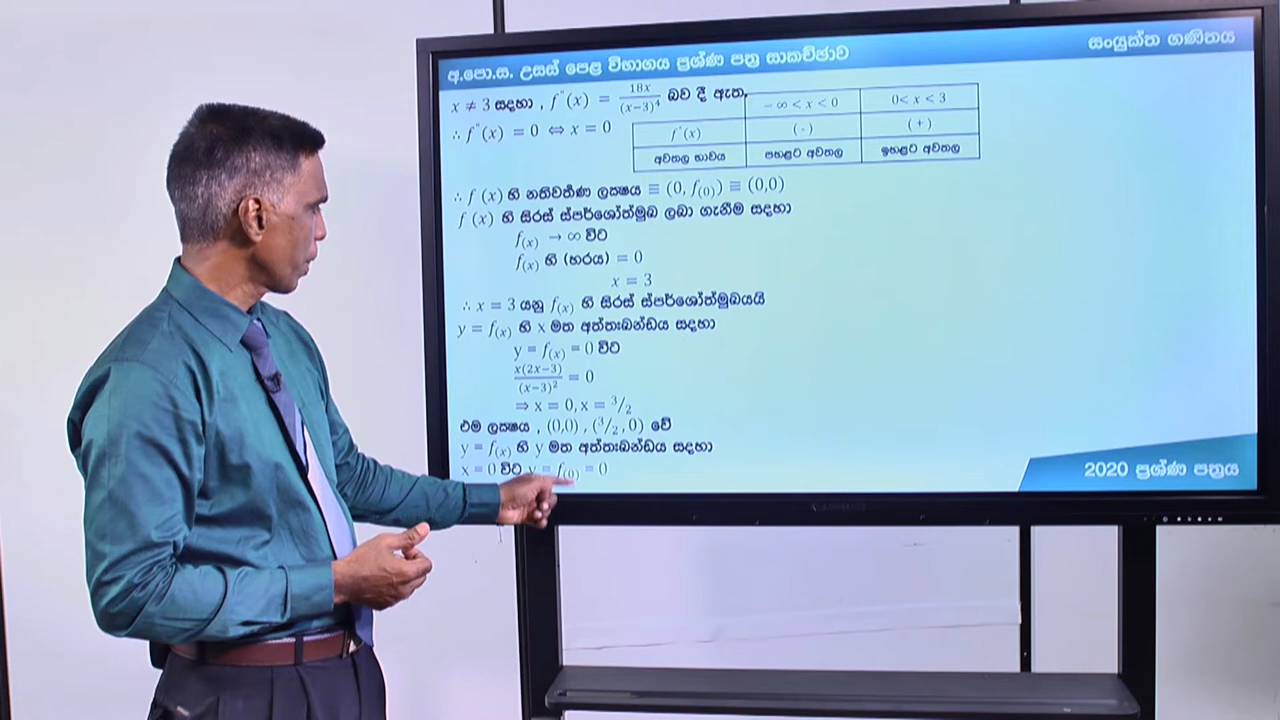 අ.පො.ස. උසස් පෙළ විභාගය ප්‍රශ්ණ පත්‍ර සාකච්ඡාව
සංයුක්ත ගණිතය
x ≠ 3 සඳහා , f″(x) = 18x/(x−3)⁴ බව දී ඇත.
− ∞ < x < 0 0< x < 3
∴ f″(x) = 0 ⇔ x = 0
f″(x) ( - ) ( + )
අවතල භාවය පහළට අවතල ඉහළට අවතල
∴ f (x) හි නතිවර්තණ ලක්‍ෂය ≡ (0, f(0)) ≡ (0,0)
f (x) හි සිරස් ස්පර්ශෝත්මුඛ ලබා ගැනීම සඳහා
f(x) → ∞ විට
f(x) හි (හරය) = 0
x = 3
∴ x = 3 යනු f(x) හි සිරස් ස්පර්ශෝත්මුඛයයි
y = f(x) හි x මත අන්තඃඛන්ඩය සඳහා
y = f(x) = 0 විට
x(2x−3)/(x−3)² = 0
⇒ x = 0, x = 3/2
එම ලක්‍ෂය , (0,0) , (3/2 , 0) වේ
y = f(x) හි y මත අන්තඃඛන්ඩය සඳහා
x = 0 විට y = f(0) = 0
2020 ප්‍රශ්ණ පත්‍රය